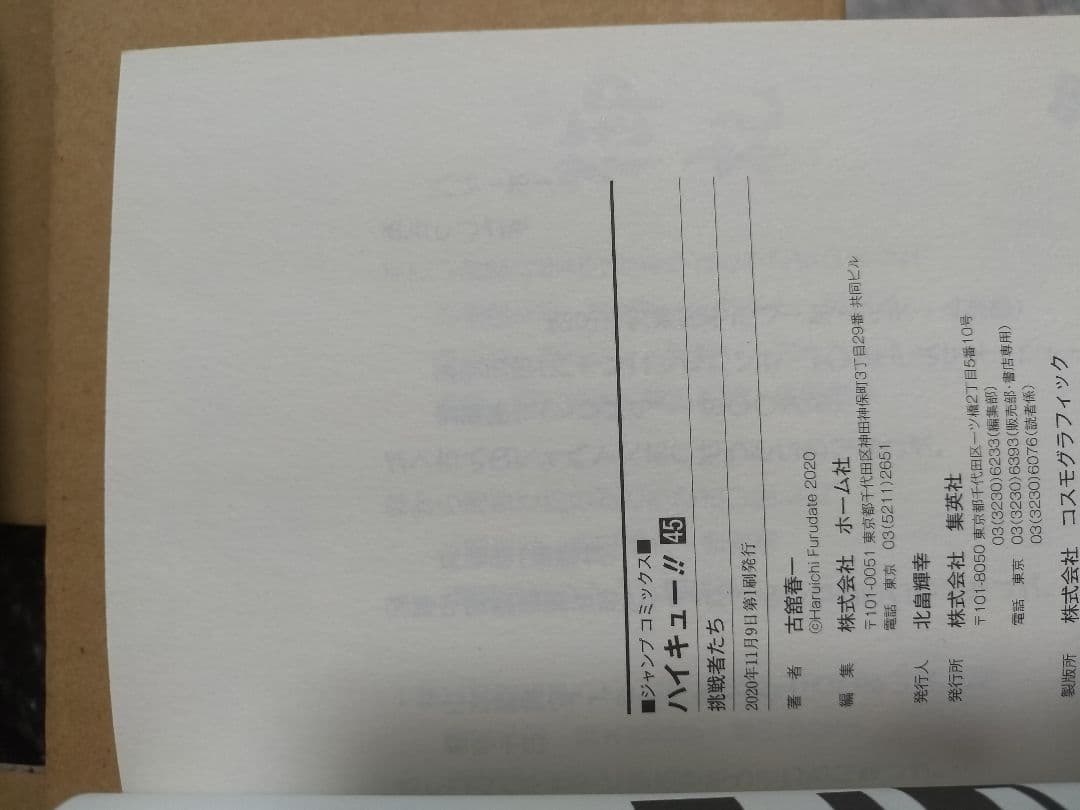 ■ジャンプ コミックス■
ハイキュー!! 45
挑戦者たち
2020年11月9日 第1刷発行
著 者 古舘春一
©Haruichi Furudate 2020
編 集 株式会社 ホーム社
〒101-0051 東京都千代田区神田神保町3丁目29番 共同ビル
電話 東京 03(5211)2651
発行人 北畠輝幸
発行所 株式会社 集英社
〒101-8050 東京都千代田区一ツ橋2丁目5番10号
03(3230)6233(編集部)
電話 東京 03(3230)6393(販売部・書店専用)
03(3230)6076(読者係)
製版所 株式会社 コスモグラフィック